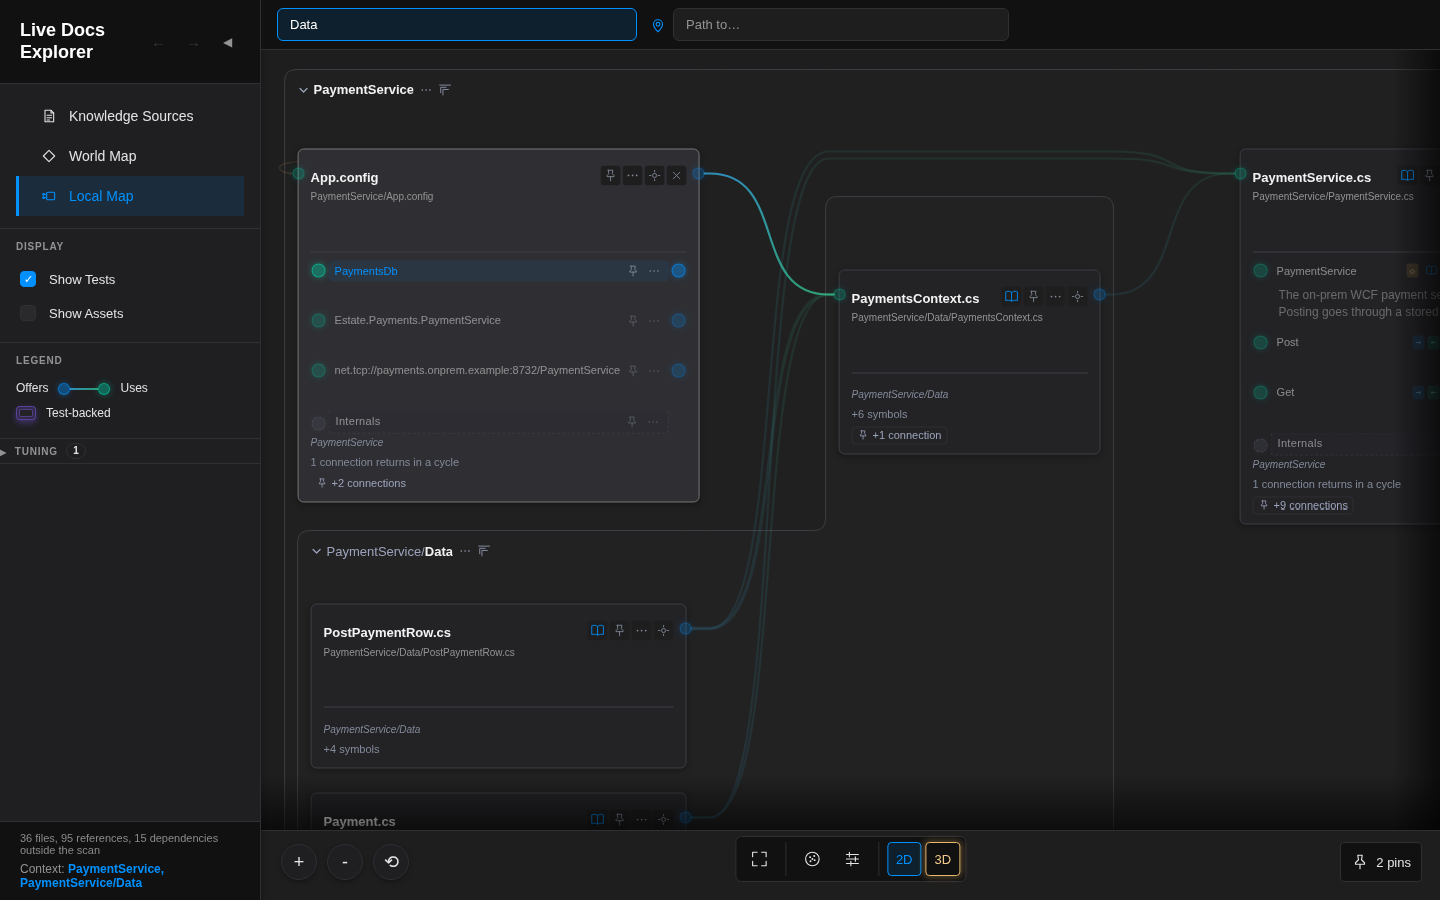 Live Docs
Explorer
Knowledge Sources
World Map
Local Map
DISPLAY
Show Tests
Show Assets
LEGEND
Offers
Uses
Test-backed
TUNING
1
36 files, 95 references, 15 dependencies
outside the scan
Context: PaymentService,
PaymentService/Data
Data
Path to…
PaymentService
App.config
PaymentService/App.config
PaymentsDb
Estate.Payments.PaymentService
net.tcp://payments.onprem.example:8732/PaymentService
Internals
PaymentService
1 connection returns in a cycle
+2 connections
PaymentsContext.cs
PaymentService/Data/PaymentsContext.cs
PaymentService/Data
+6 symbols
+1 connection
PaymentService.cs
PaymentService/PaymentService.cs
PaymentService
The on-prem WCF payment
Posting goes through a stored
Post
Get
Internals
PaymentService
1 connection returns in a cycle
+9 connections
PaymentService/Data
PostPaymentRow.cs
PaymentService/Data/PostPaymentRow.cs
PaymentService/Data
+4 symbols
Payment.cs
+
-
2D
3D
2 pins